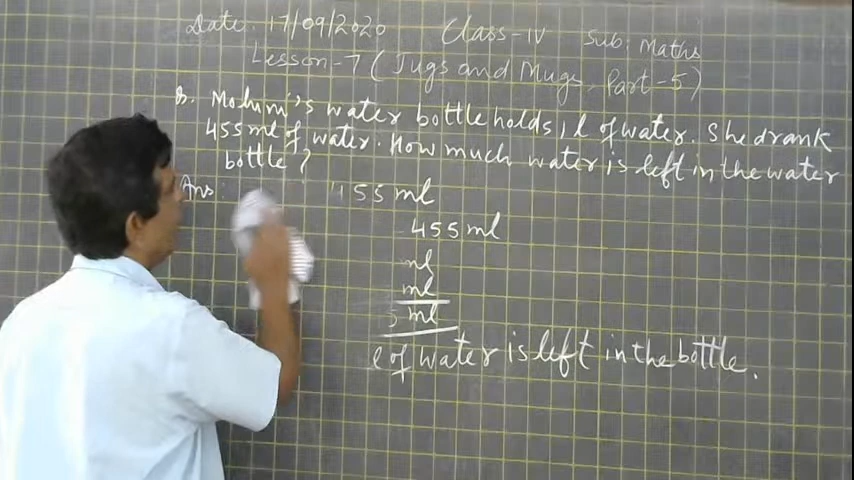 Date: 17/09/2020 Class-IV Sub: Maths
Lesson-7 (Jugs and Mugs, Part-5)
Mohini's water bottle holds, 1 l of water. She drank
455 ml of water. How much water is left in the water
bottle?
Ans: 455 ml
455 ml
ml
ml
5 ml
l of water is left in the bottle.